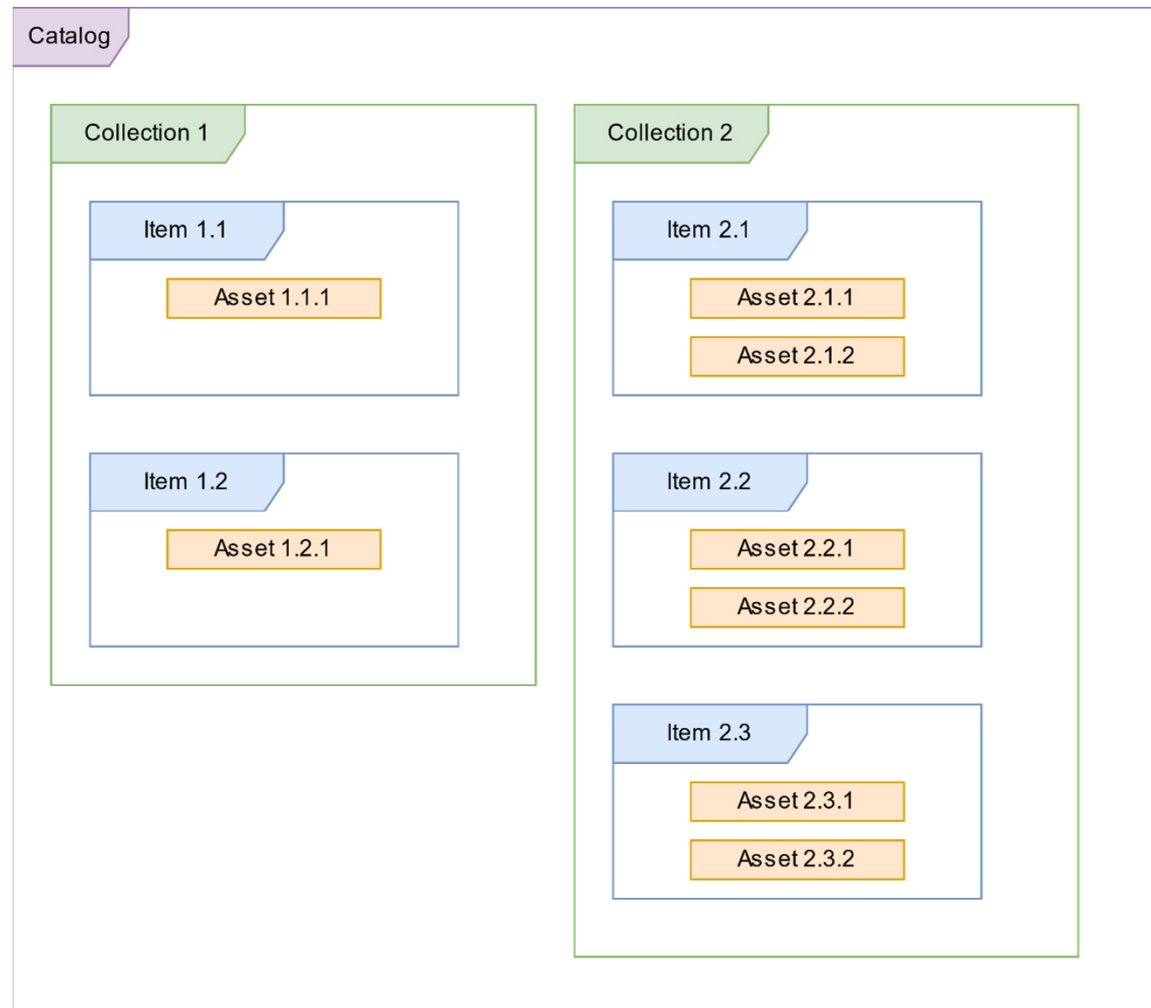 Catalog
Collection 1
Item 1.1
Asset 1.1.1
Item 1.2
Asset 1.2.1
Collection 2
Item 2.1
Asset 2.1.1
Asset 2.1.2
Item 2.2
Asset 2.2.1
Asset 2.2.2
Item 2.3
Asset 2.3.1
Asset 2.3.2